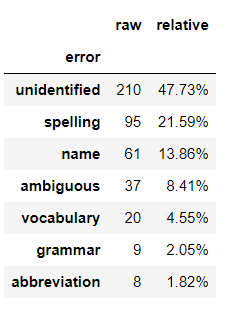 raw relative
error
unidentified 210 47.73%
spelling 95 21.59%
name 61 13.86%
ambiguous 37 8.41%
vocabulary 20 4.55%
grammar 9 2.05%
abbreviation 8 1.82%